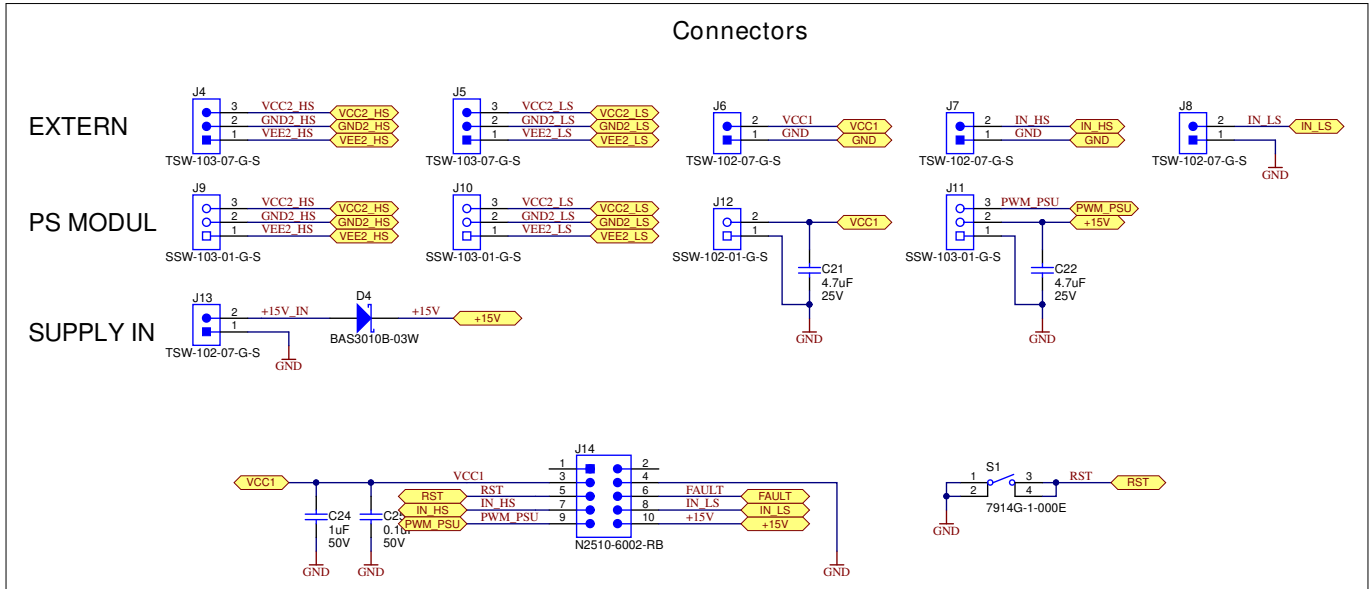 Connectors
EXTERN
J4
3 VCC2_HS VCC2_HS
2 GND2_HS GND2_HS
1 VEE2_HS VEE2_HS
TSW-103-07-G-S
J5
3 VCC2_LS VCC2_LS
2 GND2_LS GND2_LS
1 VEE2_LS VEE2_LS
TSW-103-07-G-S
J6
2 VCC1 VCC1
1 GND GND
TSW-102-07-G-S
J7
2 IN_HS IN_HS
1 GND GND
TSW-102-07-G-S
J8
2 IN_LS IN_LS
1
TSW-102-07-G-S
GND
PS MODUL
J9
3 VCC2_HS VCC2_HS
2 GND2_HS GND2_HS
1 VEE2_HS VEE2_HS
SSW-103-01-G-S
J10
3 VCC2_LS VCC2_LS
2 GND2_LS GND2_LS
1 VEE2_LS VEE2_LS
SSW-103-01-G-S
J12
2 VCC1
1
SSW-102-01-G-S
C21
4.7uF
25V
GND
J11
3 PWM_PSU PWM_PSU
2 +15V
1
SSW-103-01-G-S
C22
4.7uF
25V
GND
SUPPLY IN
J13
2 +15V_IN
1
TSW-102-07-G-S
GND
D4
+15V +15V
BAS3010B-03W
VCC1
C24
1uF
50V
GND
50V
GND
J14
1 2
VCC1 3 4
RST RST 5 6 FAULT FAULT
IN_HS IN_HS 7 8 IN_LS IN_LS
PWM_PSU PWM_PSU 9 10 +15V +15V
N2510-6002-RB
GND
S1
1 3 RST RST
2 4
7914G-1-000E
GND